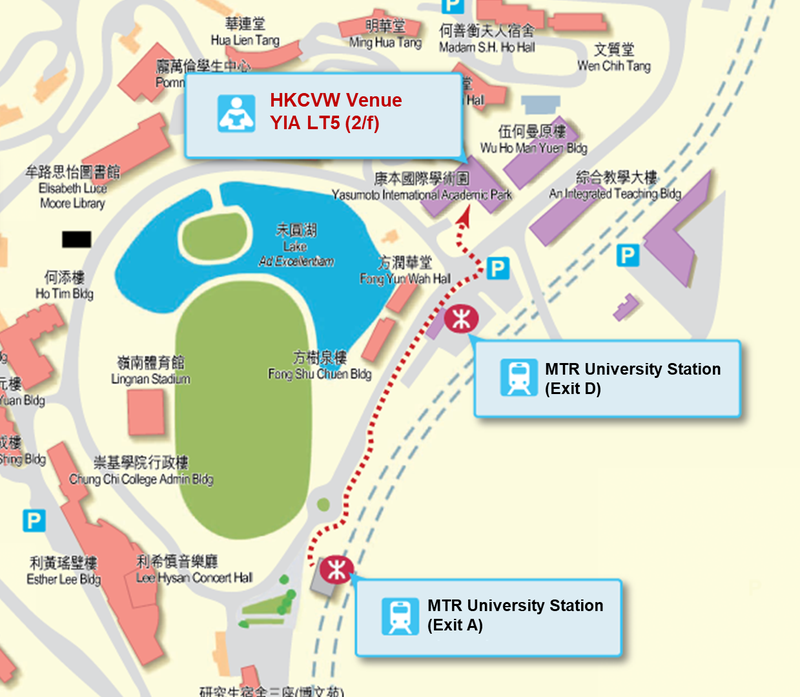 P
華連堂
Hua Lien Tang
明華堂
Ming Hua Tang
何善衡夫人宿舍
Madam S.H. Ho Hall
文質堂
Wen Chih Tang
龐萬倫學生中心
Pomm
堂
Hall
HKCVW Venue
YIA LT5 (2/f)
伍何曼原樓
Wu Ho Man Yuen Bldg
牟路思怡圖書館
Elisabeth Luce
Moore Library
康本國際學術園
Yasumoto International Academic Park
綜合教學大樓
An Integrated Teaching Bldg
未圓湖
Lake
Ad Excellentiam
P
P
何添樓
Ho Tim Bldg
方潤華堂
Fong Yun Wah Hall
嶺南體育館
Lingnan Stadium
方樹泉樓
Fong Shu Chuen Bldg
MTR University Station
(Exit D)
元樓
Yuan Bldg
成樓
Shing Bldg
崇基學院行政樓
Chung Chi College Admin Bldg
P
利黃瑤璧樓
Esther Lee Bldg
利希慎音樂廳
Lee Hysan Concert Hall
MTR University Station
(Exit A)
研究生宿舍三座(博文苑)